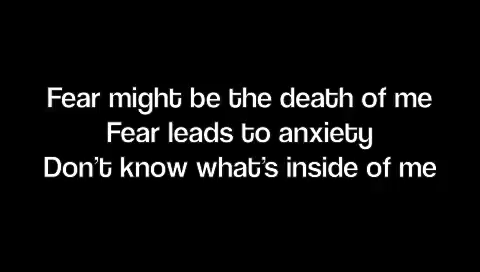 Fear might be the death of me
Fear leads to anxiety
Don't know what's inside of me